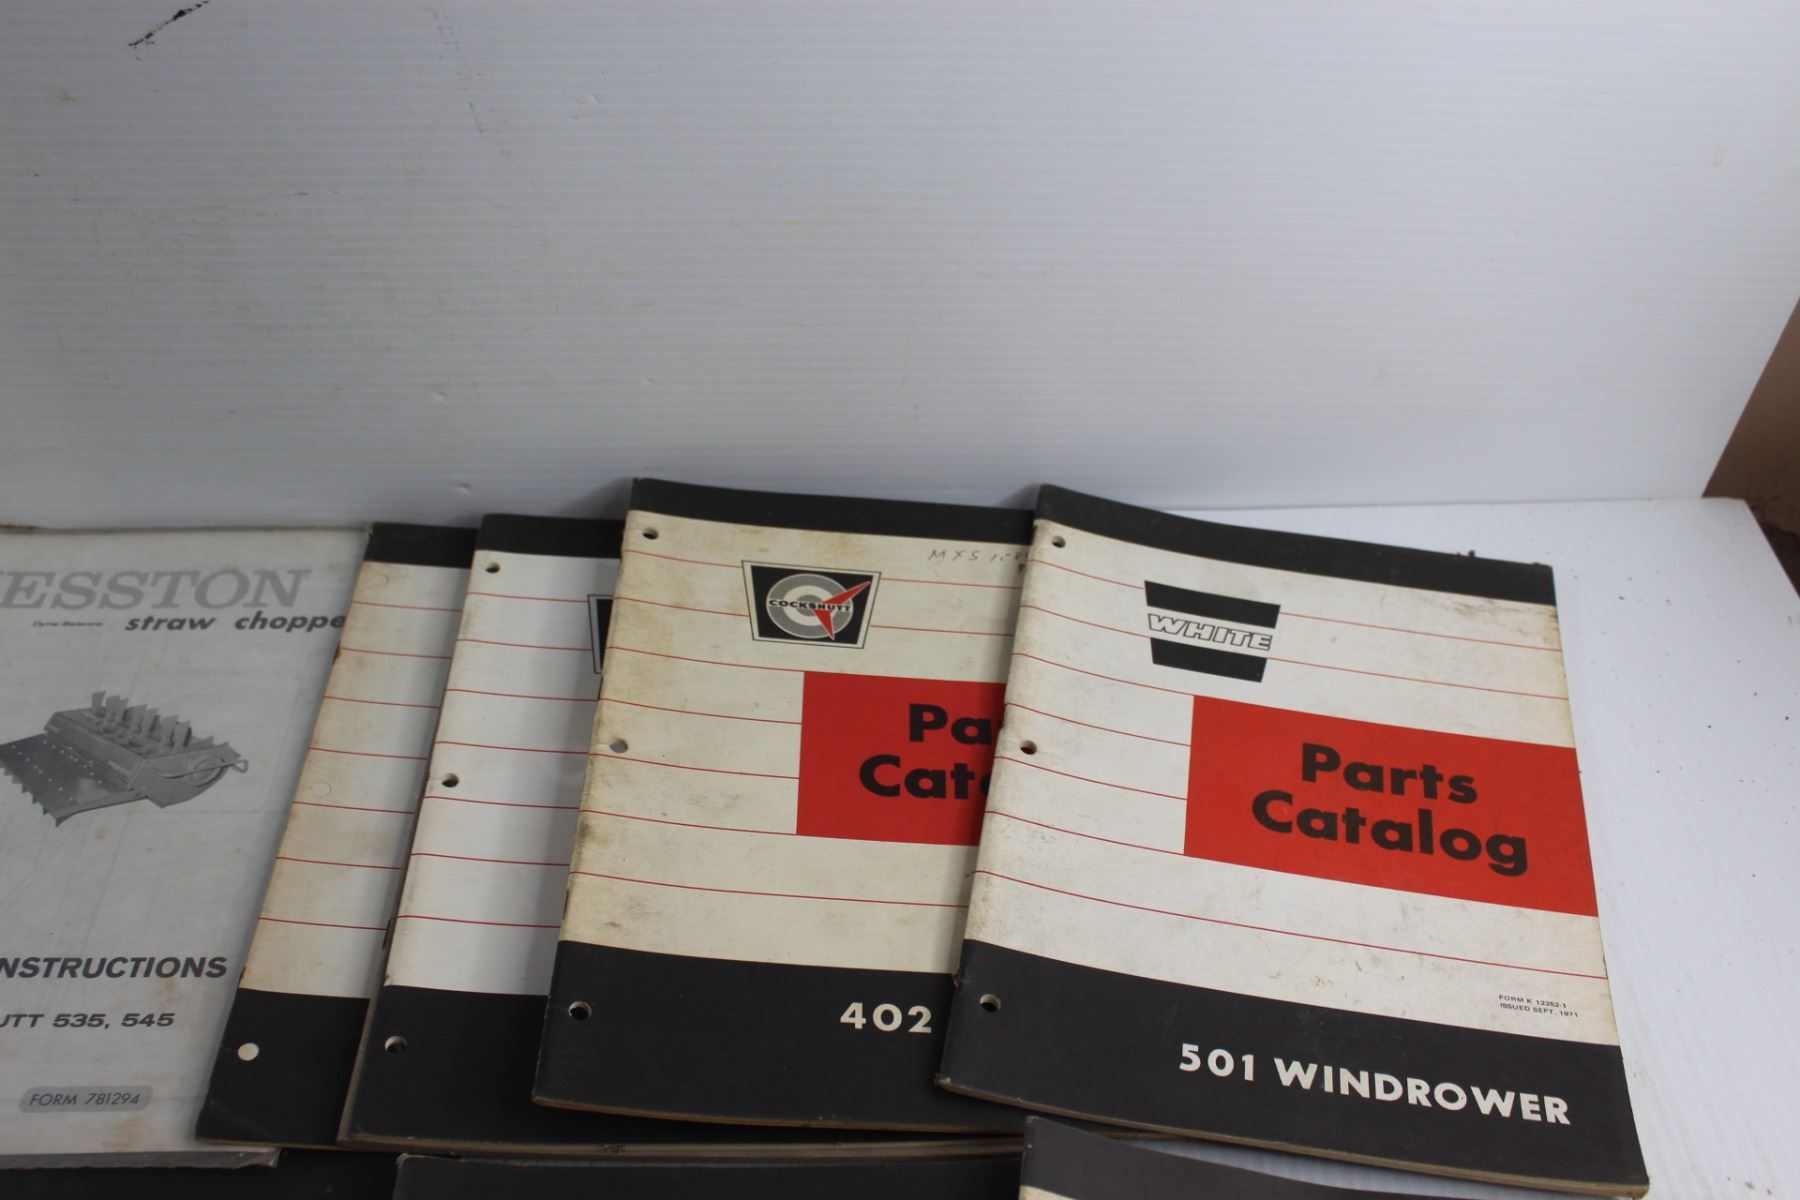 ESSTON
Dyna-Balance straw choppe
NSTRUCTIONS
UTT 535, 545
FORM 781294
COCKSHUTT
Pa
Cat
402
WHITE
Parts
Catalog
FORM K 12352-1
ISSUED SEPT. 1971
501 WINDROWER